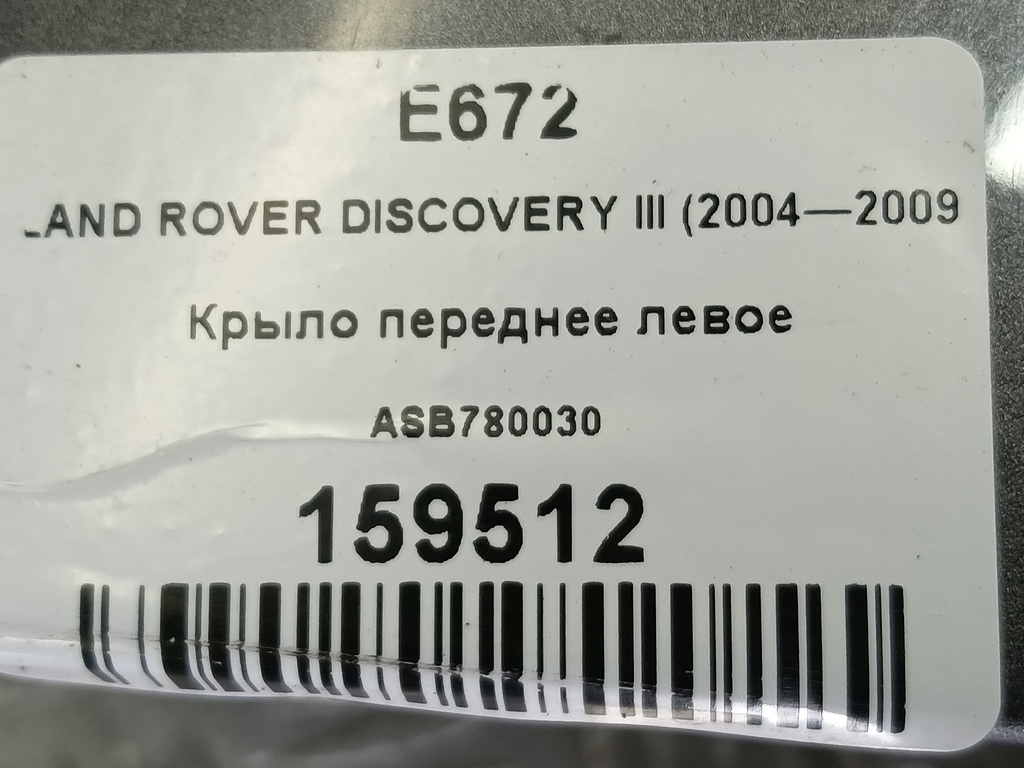 E672
LAND ROVER DISCOVERY III (2004—2009
Крыло переднее левое
ASB780030
159512